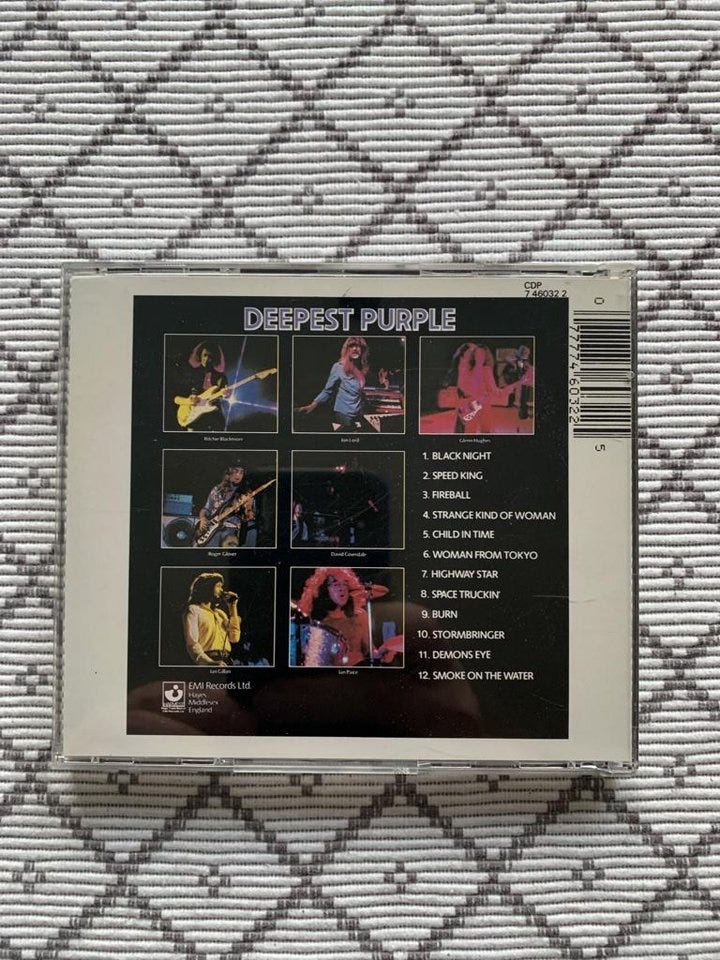 CDP
7 46032 2
0 77774 60322 5
DEEPEST PURPLE
Ritchie Blackmore
Jon Lord
Glenn Hughes
Roger Glover
David Coverdale
Ian Gillan
Ian Paice
1. BLACK NIGHT
2. SPEED KING
3. FIREBALL
4. STRANGE KIND OF WOMAN
5. CHILD IN TIME
6. WOMAN FROM TOKYO
7. HIGHWAY STAR
8. SPACE TRUCKIN'
9. BURN
10. STORMBRINGER
11. DEMONS EYE
12. SMOKE ON THE WATER
EMI Records Ltd.
Hayes
Middlesex
England